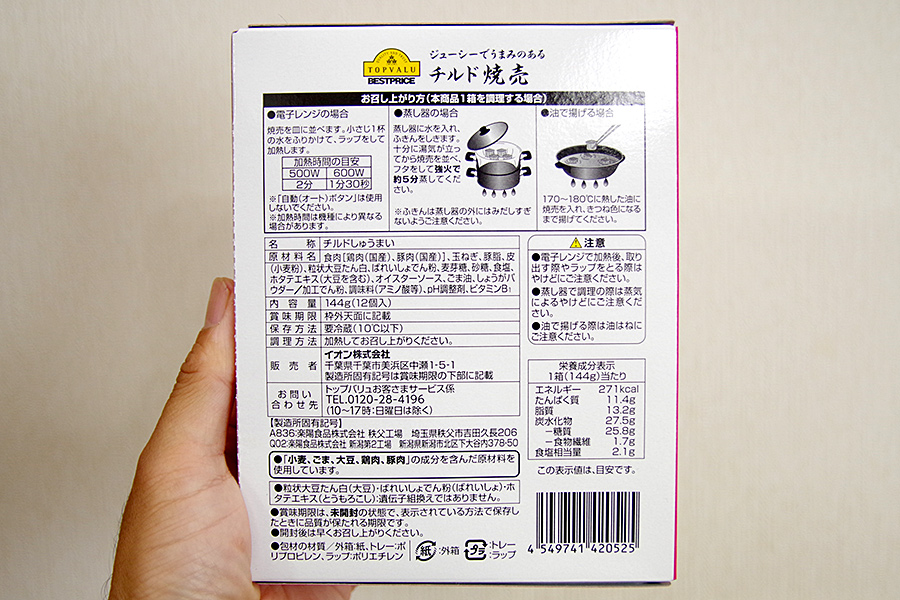 TOPVALU
BESTPRICE
ジューシーでうまみのある
チルド焼売
お召し上がり方(本商品1箱を調理する場合)
●電子レンジの場合
焼売を皿に並べます。小さじ1杯
の水をふりかけて、ラップをして
加熱します。
加熱時間の目安
500W 600W
2分 1分30秒
※「自動(オート)ボタン」は使用
しないでください。
※加熱時間は機種により異なる
場合があります。
●蒸し器の場合
蒸し器に水を入れ、
ふきんをしきます。
十分に湯気が立っ
てから焼売を並べ、
フタをして強火で
約5分蒸してくだ
さい。
※ふきんは蒸し器の外にはみだしすぎ
ないようご注意ください。
●油で揚げる場合
170〜180℃に熱した油に
焼売を入れ、きつね色になる
まで揚げてください。
名称 チルドしゅうまい
原材料名 食肉[鶏肉(国産)、豚肉(国産)]、玉ねぎ、豚脂、皮
(小麦粉)、粒状大豆たん白、ばれいしょでん粉、麦芽糖、砂糖、食塩、
ホタテエキス(大豆を含む)、オイスターソース、ごま油、しょうがパ
ウダー/加工でん粉、調味料(アミノ酸等)、pH調整剤、ビタミンB1
内容量 144g(12個入)
賞味期限 枠外天面に記載
保存方法 要冷蔵(10℃以下)
調理方法 加熱してお召し上がりください。
販売者 イオン株式会社
千葉県千葉市美浜区中瀬1-5-1
製造所固有記号は賞味期限の下部に記載
お問い合わせ先 トップバリュお客さまサービス係
TEL.0120-28-4196
(10〜17時:日曜日は除く)
【製造所固有記号】
A836:楽陽食品株式会社 秩父工場 埼玉県秩父市吉田久長206
QO2:楽陽食品株式会社 新潟第2工場 新潟県新潟市北区下大谷内378-50
●「小麦、ごま、大豆、鶏肉、豚肉」の成分を含んだ原材料を
使用しています。
●粒状大豆たん白(大豆)・ばれいしょでん粉(ばれいしょ)・ホ
タテエキス(とうもろこし):遺伝子組換えではありません。
●賞味期限は、未開封の状態で、表示されている方法で保存し
たときに品質が保たれる期限です。
●開封後は早くお召し上がりください。
●包材の材質/外箱:紙、トレー:ポ
リプロピレン、ラップ:ポリエチレン
紙 :外箱
プラ :トレー・
ラップ
注意
●電子レンジで加熱後、取り
出す際やラップをとる際は
やけどにご注意ください。
●蒸し器で調理の際は蒸気
によるやけどにご注意くだ
さい。
●油で揚げる際は油はねに
ご注意ください。
栄養成分表示
1箱(144g)当たり
エネルギー 271kcal
たんぱく質 11.4g
脂質 13.2g
炭水化物 27.5g
−糖質 25.8g
−食物繊維 1.7g
食塩相当量 2.1g
この表示値は、目安です。
4 549741 420525